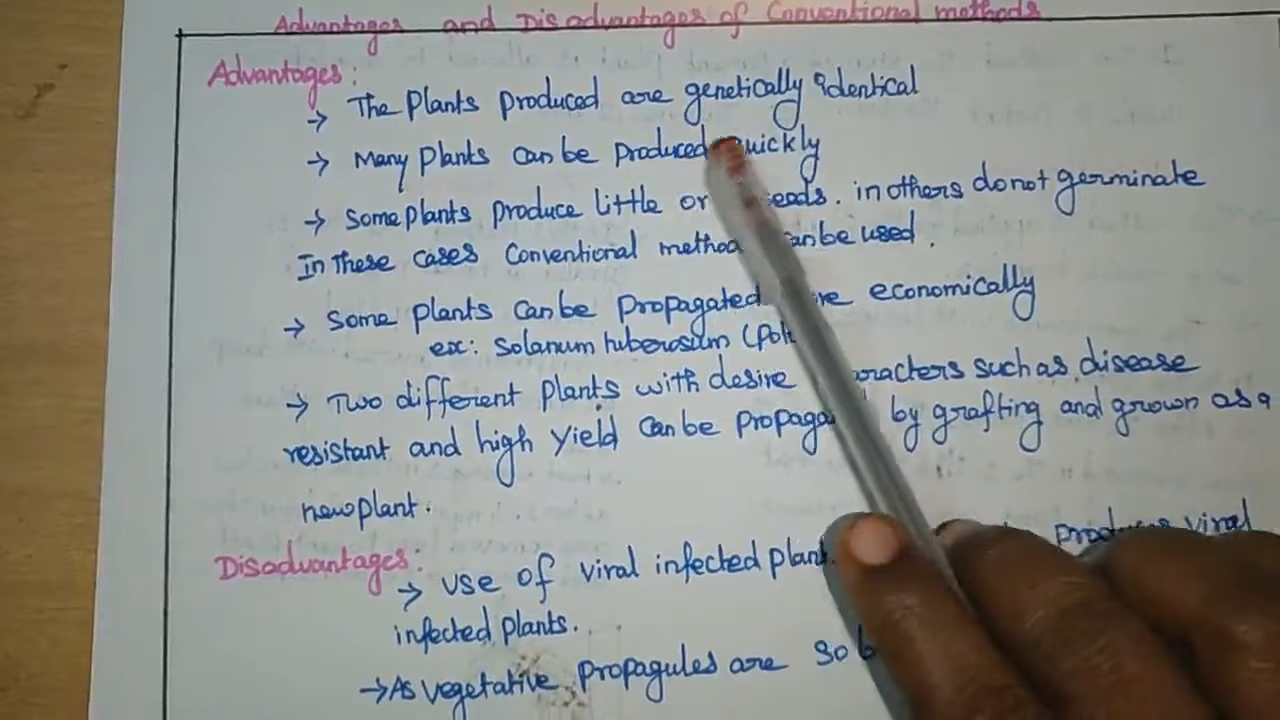 Advantages and Disadvantages of Conventional methods
Advantages:
→ The Plants produced are genetically identical
→ Many Plants can be produced quickly
→ Some plants produce little or seeds. in others do not germinate
In these cases Conventional method can be used.
→ Some plants can be propagated economically
ex: Solanum tuberosum (Pot
→ Two different plants with desire characters such as disease
resistant and high yield can be propaga by grafting and grown as a
new plant.
Disadvantages:
→ Use of viral infected plant produces viral
infected plants.
→ As vegetative propagules are so b